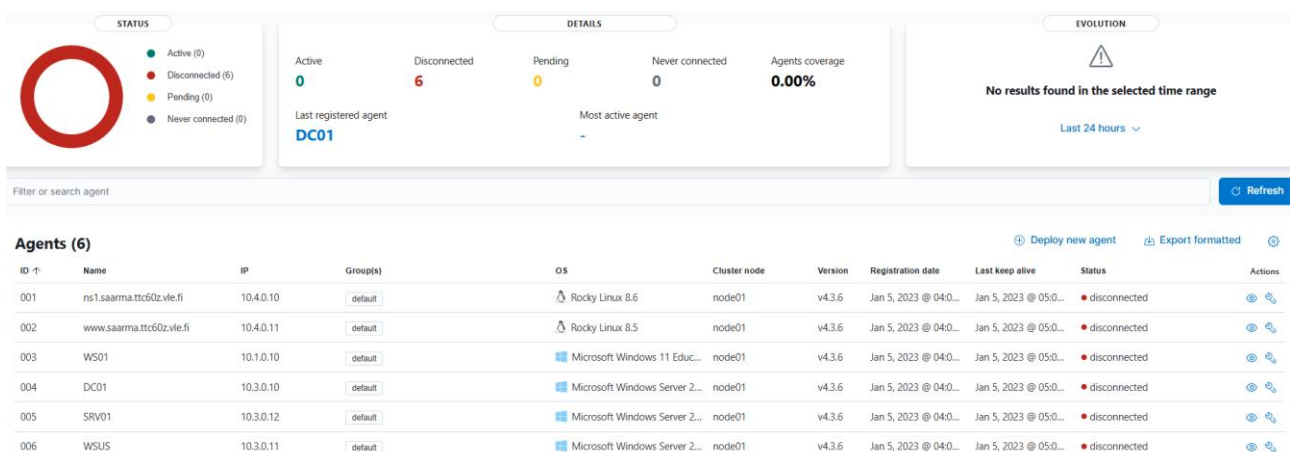 STATUS
DETAILS
EVOLUTION
Active (0)
Disconnected (6)
Pending (0)
Never connected (0)
Active Disconnected Pending Never connected Agents coverage
0 6 0 0 0.00%
Last registered agent Most active agent
DC01 -
No results found in the selected time range
Last 24 hours
Filter or search agent
Refresh
Agents (6)
Deploy new agent Export formatted
ID Name IP Group(s) OS Cluster node Version Registration date Last keep alive Status Actions
001 ns1.saarma.ttc60z.vle.fi 10.4.0.10 default Rocky Linux 8.6 node01 v4.3.6 Jan 5, 2023 @ 04:0... Jan 5, 2023 @ 05:0... disconnected
002 www.saarma.ttc60z.vle.fi 10.4.0.11 default Rocky Linux 8.5 node01 v4.3.6 Jan 5, 2023 @ 04:0... Jan 5, 2023 @ 05:0... disconnected
003 WS01 10.1.0.10 default Microsoft Windows 11 Educ... node01 v4.3.6 Jan 5, 2023 @ 04:0... Jan 5, 2023 @ 05:0... disconnected
004 DC01 10.3.0.10 default Microsoft Windows Server 2... node01 v4.3.6 Jan 5, 2023 @ 04:0... Jan 5, 2023 @ 05:0... disconnected
005 SRV01 10.3.0.12 default Microsoft Windows Server 2... node01 v4.3.6 Jan 5, 2023 @ 04:0... Jan 5, 2023 @ 05:0... disconnected
006 WSUS 10.3.0.11 default Microsoft Windows Server 2... node01 v4.3.6 Jan 5, 2023 @ 04:0... Jan 5, 2023 @ 05:0... disconnected